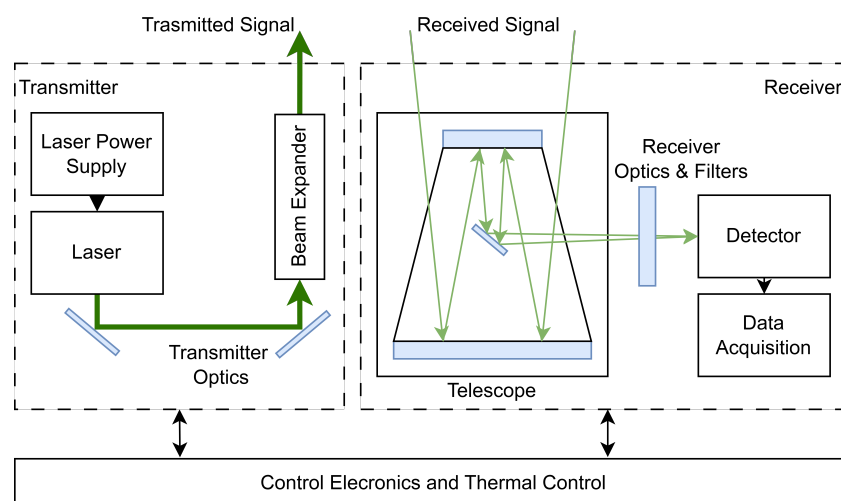 Trasmitted Signal
Received Signal
Transmitter
Receiver
Laser Power
Supply
Beam Expander
Laser
Transmitter
Optics
Receiver
Optics & Filters
Detector
Data
Acquisition
Telescope
Control Elecronics and Thermal Control